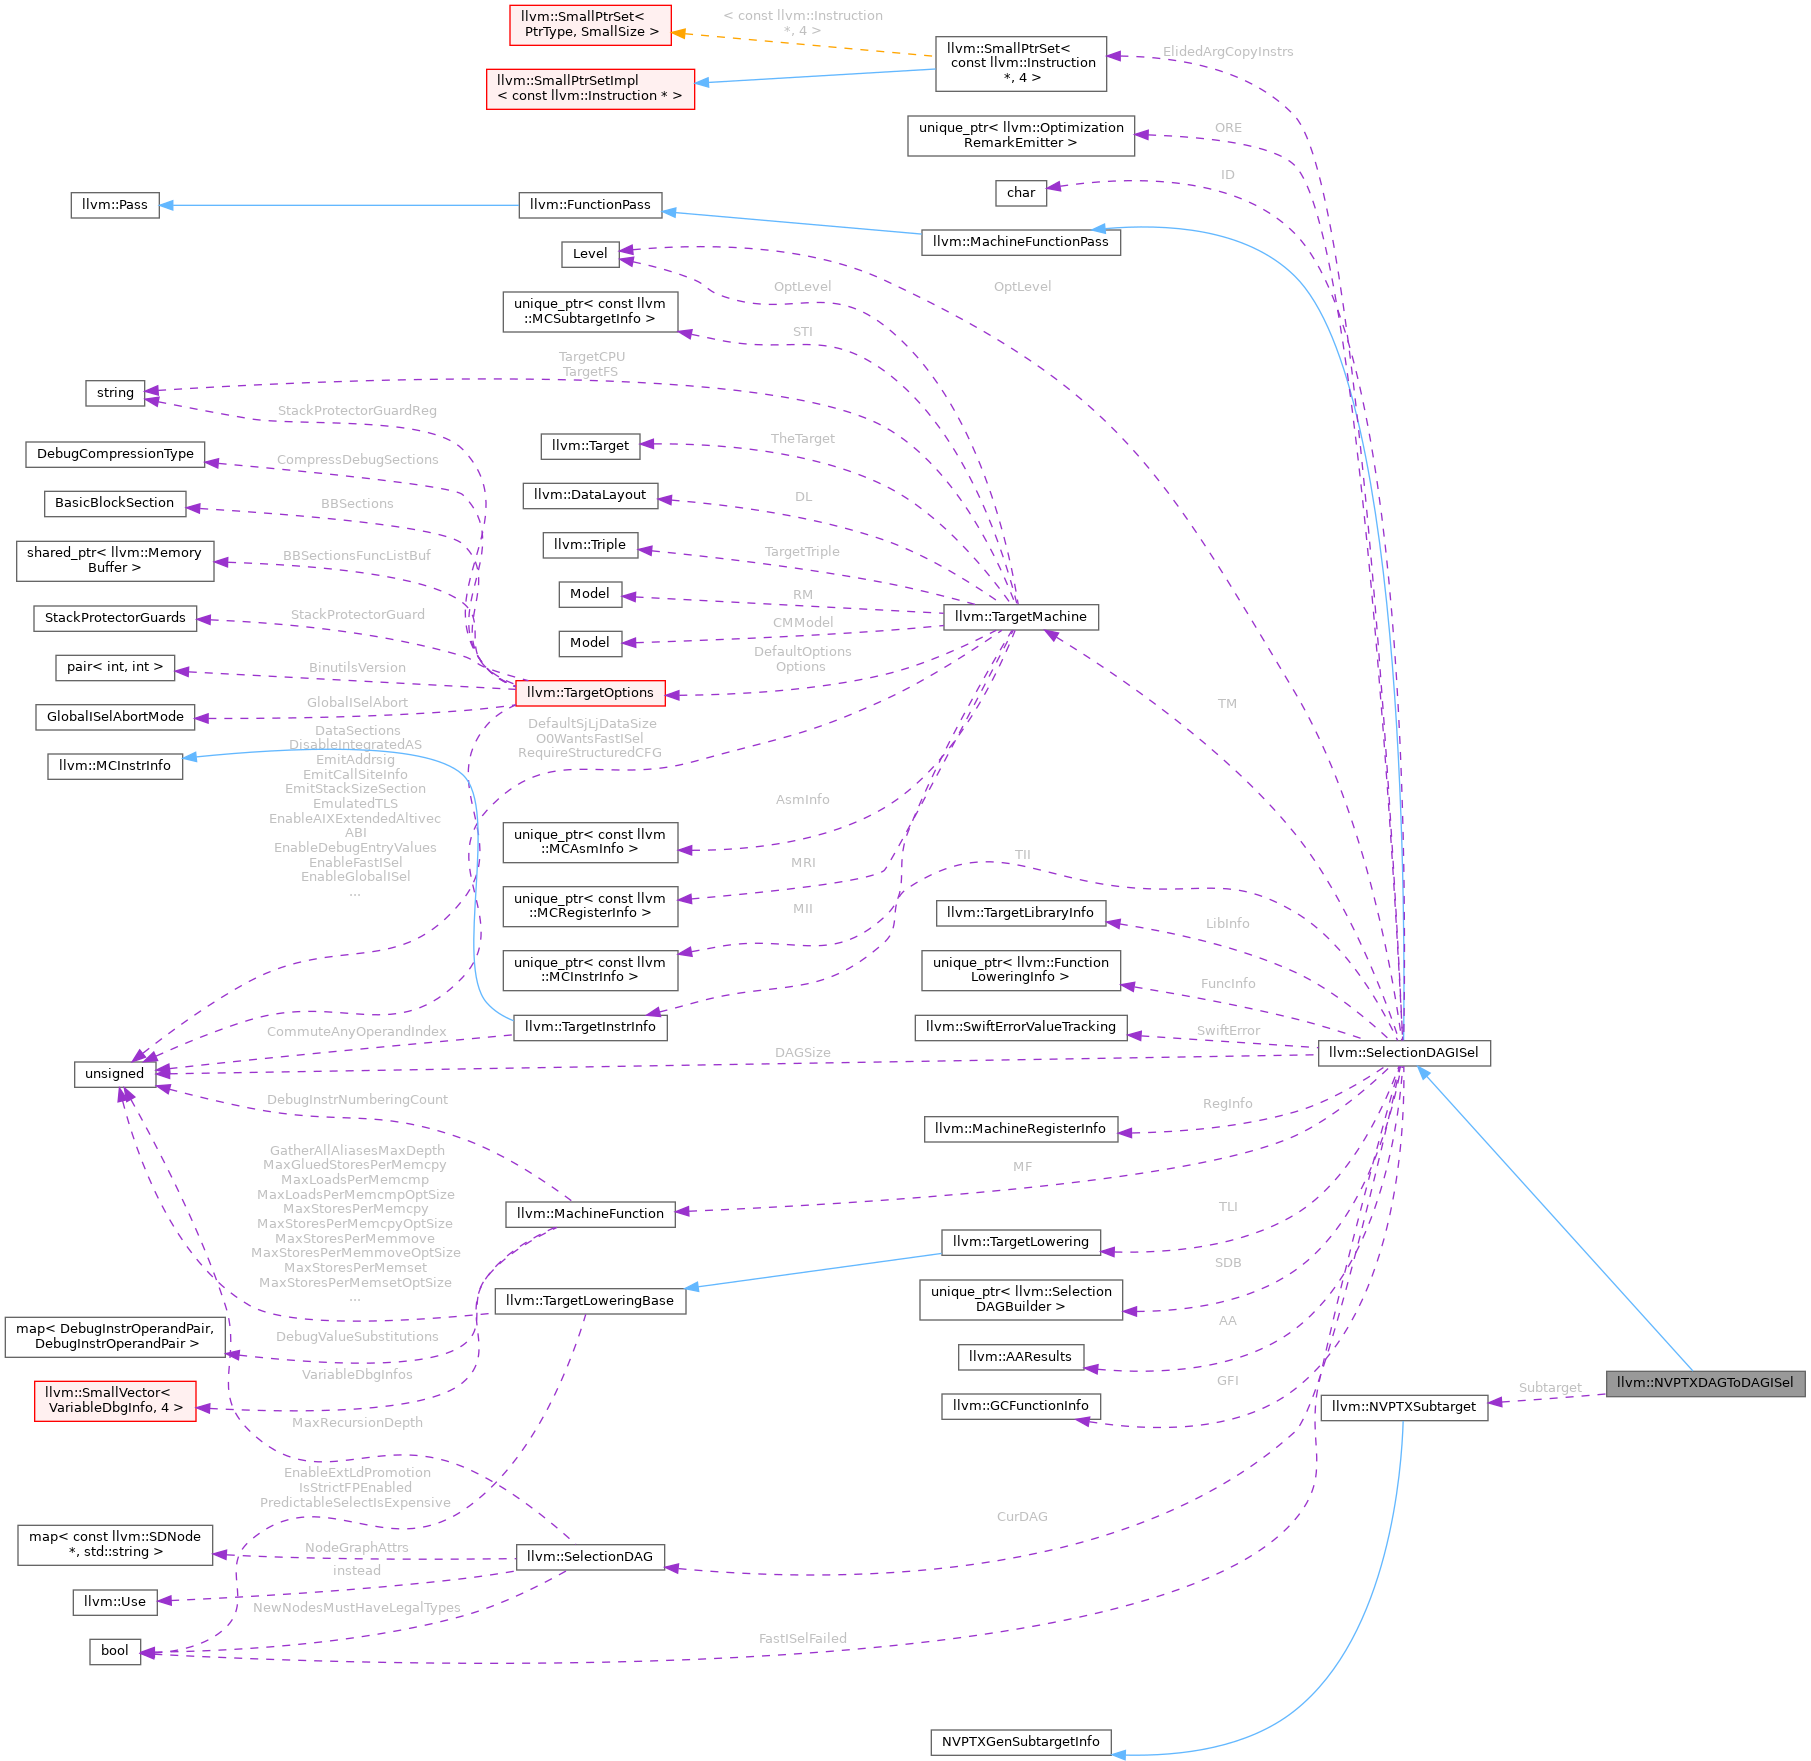 llvm::SmallPtrSet<
PtrType, SmallSize >
< const llvm::Instruction
*, 4 >
llvm::SmallPtrSet<
const llvm::Instruction
*, 4 >
ElidedArgCopyInstrs
llvm::SmallPtrSetImpl
< const llvm::Instruction * >
unique_ptr< llvm::Optimization
RemarkEmitter >
ORE
char
ID
llvm::Pass
llvm::FunctionPass
llvm::MachineFunctionPass
Level
OptLevel
OptLevel
unique_ptr< const llvm
::MCSubtargetInfo >
STI
string
TargetCPU
TargetFS
StackProtectorGuardReg
DebugCompressionType
CompressDebugSections
llvm::Target
TheTarget
BasicBlockSection
BBSections
llvm::DataLayout
DL
shared_ptr< llvm::Memory
Buffer >
BBSectionsFuncListBuf
llvm::Triple
TargetTriple
Model
RM
StackProtectorGuards
StackProtectorGuard
Model
CMModel
llvm::TargetMachine
pair< int, int >
BinutilsVersion
DefaultOptions
Options
llvm::TargetOptions
GlobalISelAbortMode
GlobalISelAbort
TM
DefaultSjLjDataSize
O0WantsFastISel
RequireStructuredCFG
llvm::MCInstrInfo
DataSections
DisableIntegratedAS
EmitAddrsig
EmitCallSiteInfo
EmitStackSizeSection
EmulatedTLS
EnableAIXExtendedAltivec
ABI
EnableDebugEntryValues
EnableFastISel
EnableGlobalISel
...
AsmInfo
unique_ptr< const llvm
::MCAsmInfo >
MRI
unique_ptr< const llvm
::MCRegisterInfo >
TII
MII
unique_ptr< const llvm
::MCInstrInfo >
llvm::TargetLibraryInfo
LibInfo
unique_ptr< llvm::Function
LoweringInfo >
FuncInfo
llvm::TargetInstrInfo
llvm::SwiftErrorValueTracking
SwiftError
CommuteAnyOperandIndex
llvm::SelectionDAGISel
unsigned
DAGSize
DebugInstrNumberingCount
llvm::MachineRegisterInfo
RegInfo
GatherAllAliasesMaxDepth
MaxGluedStoresPerMemcpy
MaxLoadsPerMemcmp
MaxLoadsPerMemcmpOptSize
MaxStoresPerMemcpy
MaxStoresPerMemcpyOptSize
MaxStoresPerMemmove
MaxStoresPerMemmoveOptSize
MaxStoresPerMemset
MaxStoresPerMemsetOptSize
...
MF
llvm::MachineFunction
TLI
llvm::TargetLowering
SDB
unique_ptr< llvm::Selection
DAGBuilder >
llvm::TargetLoweringBase
map< DebugInstrOperandPair,
DebugInstrOperandPair >
DebugValueSubstitutions
AA
llvm::AAResults
VariableDbgInfos
llvm::SmallVector<
VariableDbgInfo, 4 >
GFI
llvm::GCFunctionInfo
llvm::NVPTXSubtarget
Subtarget
llvm::NVPTXDAGToDAGISel
MaxRecursionDepth
EnableExtLdPromotion
IsStrictFPEnabled
PredictableSelectIsExpensive
CurDAG
map< const llvm::SDNode
*, std::string >
NodeGraphAttrs
llvm::SelectionDAG
instead
llvm::Use
NewNodesMustHaveLegalTypes
bool
FastISelFailed
NVPTXGenSubtargetInfo